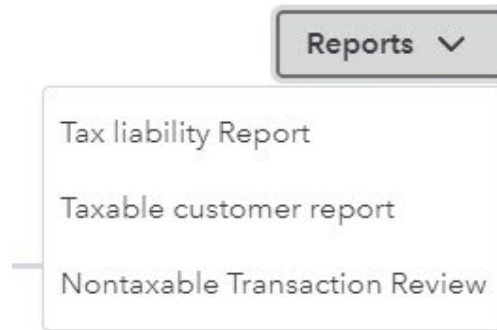 Reports
Tax liability Report
Taxable customer report
Nontaxable Transaction Review